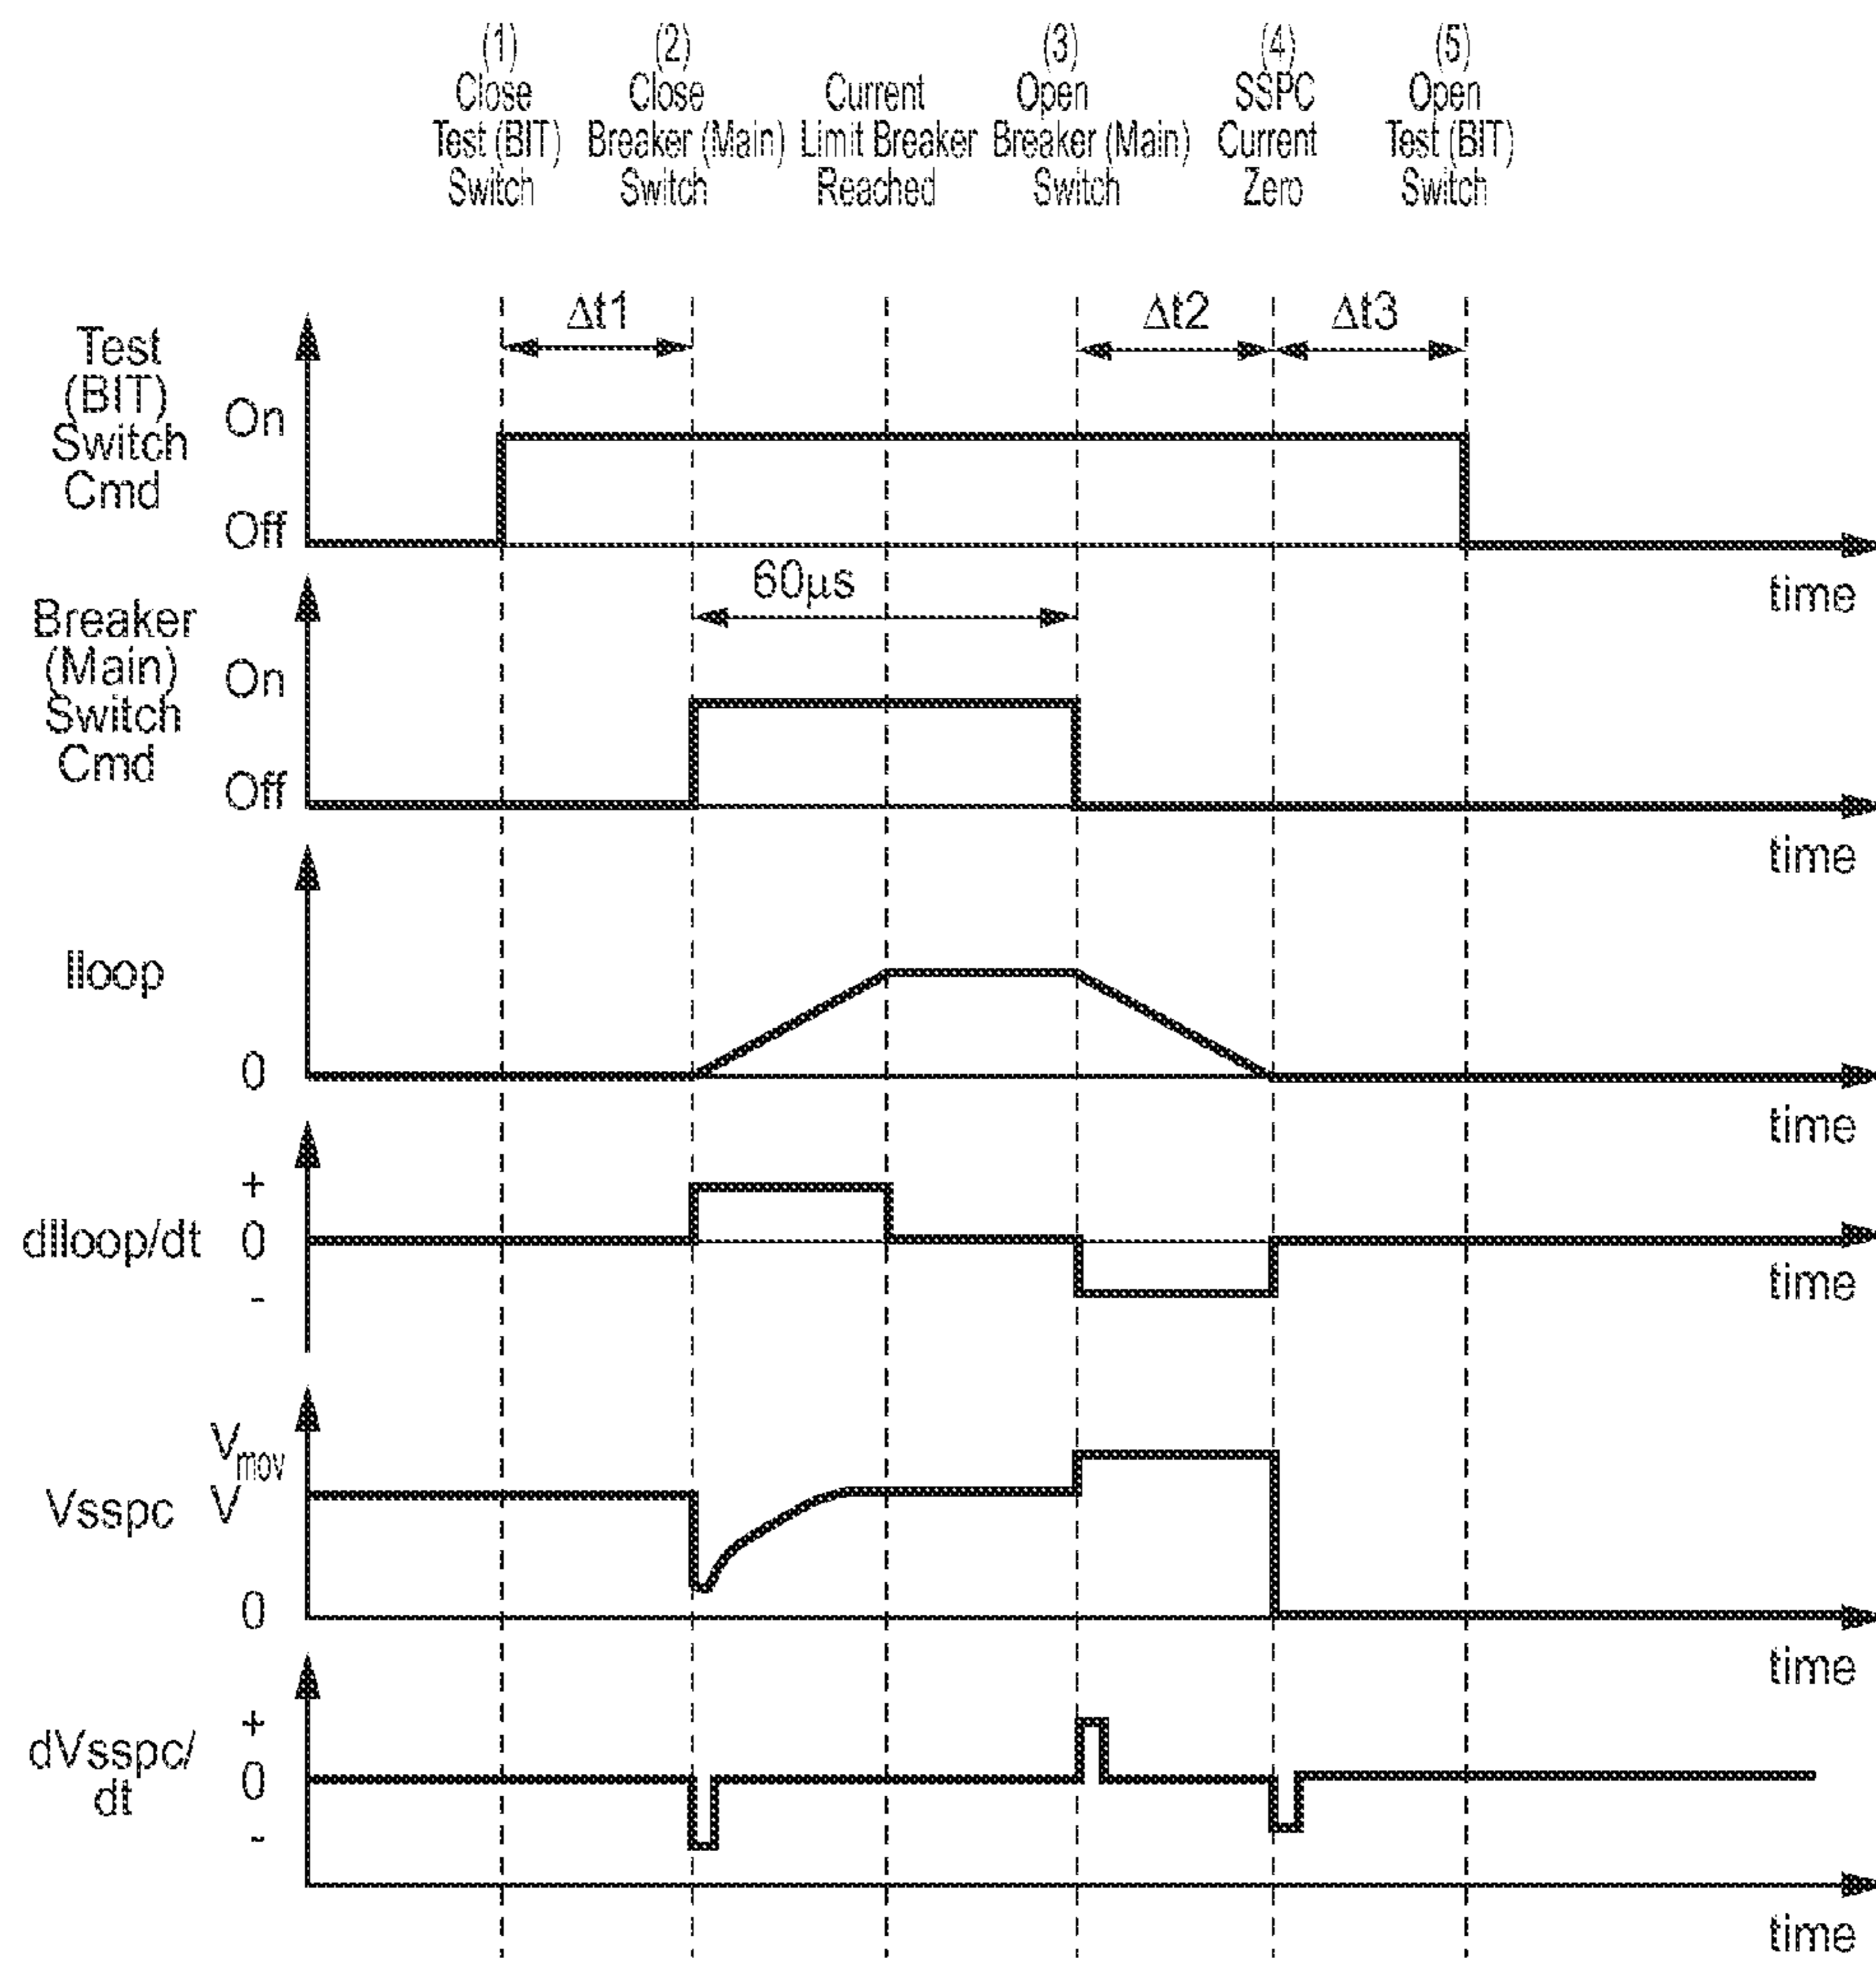 (1)
Close
Test (BIT)
Switch
(2)
Close
Breaker (Main)
Switch
Current
Limit Breaker
Reached
(3)
Open
Breaker (Main)
Switch
(4)
SSPC
Current
Zero
(5)
Open
Test (BIT)
Switch
Δt1
Δt2
Δt3
Test
(BIT)
Switch
Cmd
On
Off
time
60μs
Breaker
(Main)
Switch
Cmd
On
Off
time
Iloop
0
time
dIloop/dt
+
0
-
time
Vsspc
Vmov
V
0
time
dVsspc/
dt
+
0
-
time